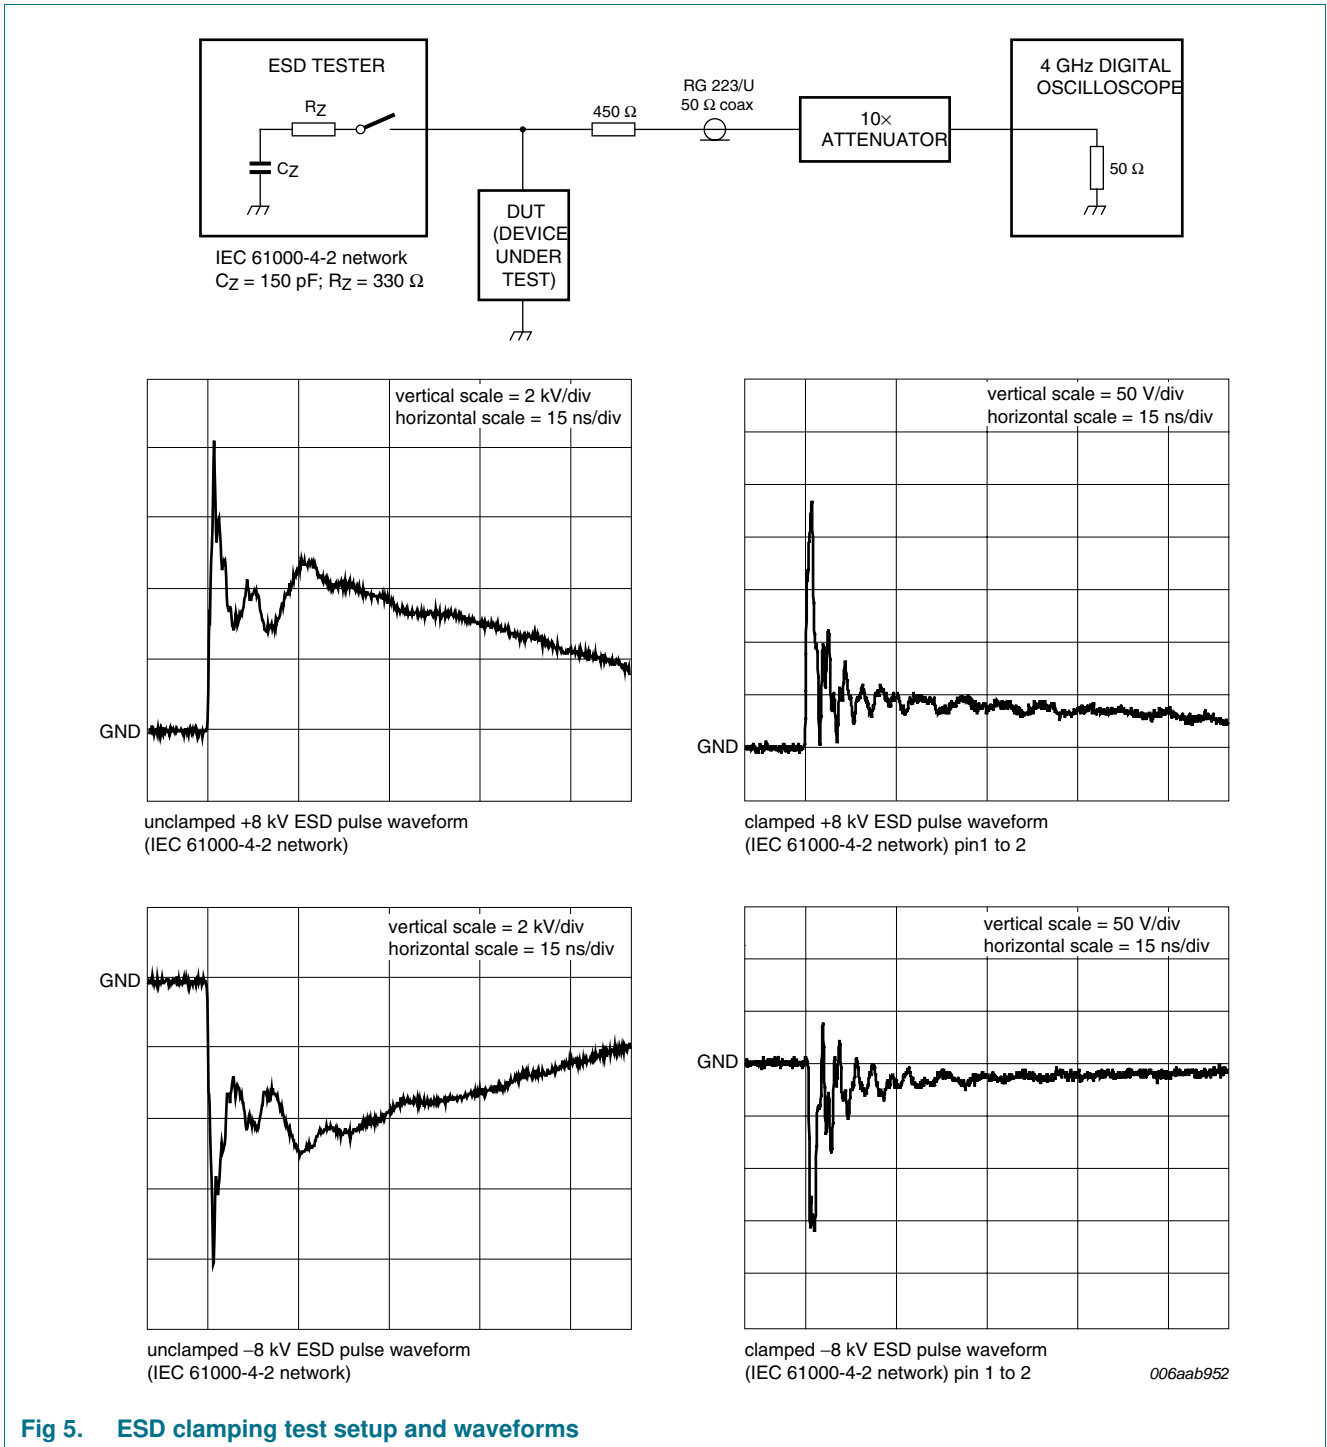 ESD TESTER
RZ
CZ
IEC 61000-4-2 network
CZ = 150 pF; RZ = 330 Ω
DUT
(DEVICE
UNDER
TEST)
450 Ω
RG 223/U
50 Ω coax
10×
ATTENUATOR
4 GHz DIGITAL
OSCILLOSCOPE
50 Ω
vertical scale = 2 kV/div
horizontal scale = 15 ns/div
GND
unclamped +8 kV ESD pulse waveform
(IEC 61000-4-2 network)
vertical scale = 50 V/div
horizontal scale = 15 ns/div
GND
clamped +8 kV ESD pulse waveform
(IEC 61000-4-2 network) pin1 to 2
vertical scale = 2 kV/div
horizontal scale = 15 ns/div
GND
unclamped −8 kV ESD pulse waveform
(IEC 61000-4-2 network)
vertical scale = 50 V/div
horizontal scale = 15 ns/div
GND
clamped −8 kV ESD pulse waveform
(IEC 61000-4-2 network) pin 1 to 2
006aab952
Fig 5. ESD clamping test setup and waveforms